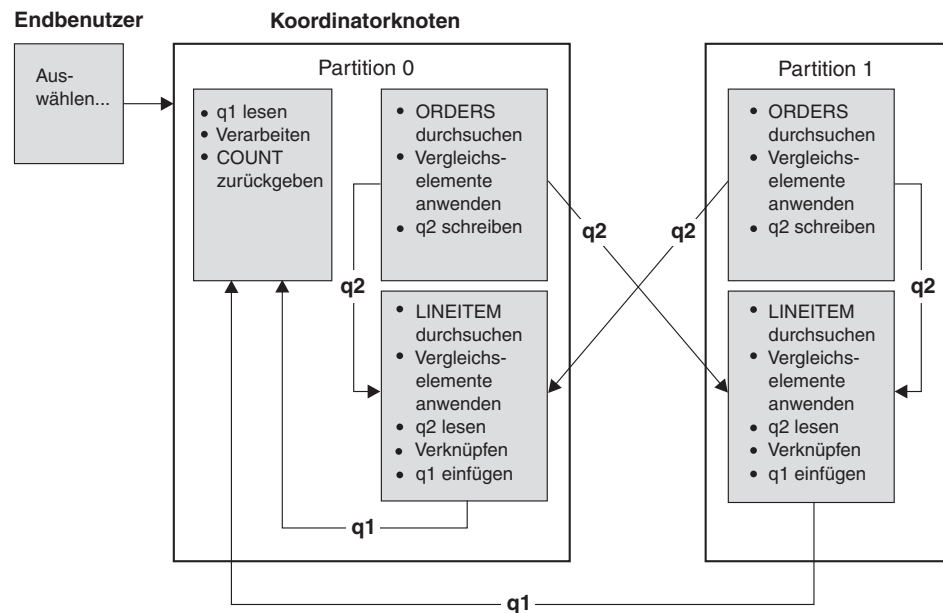 Endbenutzer
Koordinatorknoten
Aus-
wählen...
Partition 0
• q1 lesen
• Verarbeiten
• COUNT
zurückgeben
• ORDERS
durchsuchen
• Vergleichs-
elemente
anwenden
• q2 schreiben
Partition 1
• ORDERS
durchsuchen
• Vergleichs-
elemente
anwenden
• q2 schreiben
q2
q2
q2
q2
• LINEITEM
durchsuchen
• Vergleichs-
elemente
anwenden
• q2 lesen
• Verknüpfen
• q1 einfügen
• LINEITEM
durchsuchen
• Vergleichs-
elemente
anwenden
• q2 lesen
• Verknüpfen
• q1 einfügen
q1
q1